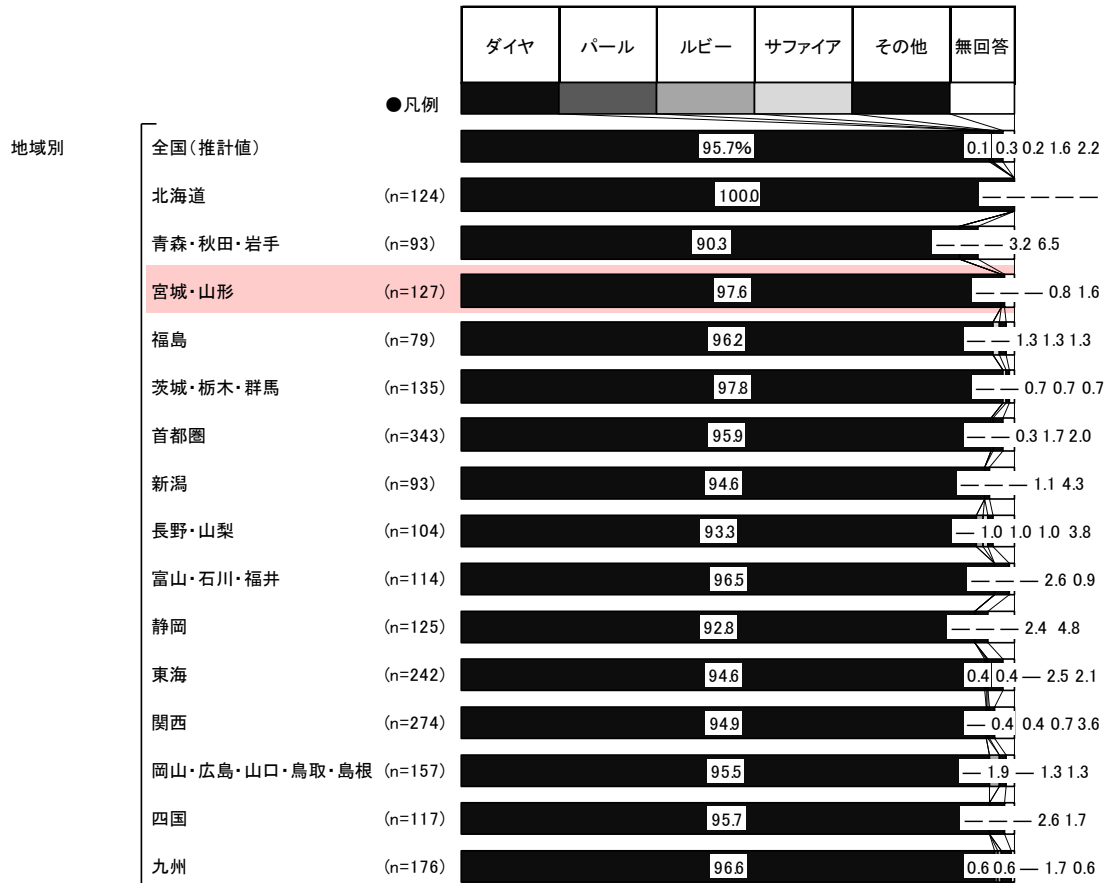 ダイヤ パール ルビー サファイア その他 無回答
●凡例
地域別 全国(推計値) 95.7% 0.1 0.3 0.2 1.6 2.2
北海道 (n=124) 100.0 — — — — —
青森・秋田・岩手 (n=93) 90.3 — — — 3.2 6.5
宮城・山形 (n=127) 97.6 — — — 0.8 1.6
福島 (n=79) 96.2 — — 1.3 1.3 1.3
茨城・栃木・群馬 (n=135) 97.8 — — 0.7 0.7 0.7
首都圏 (n=343) 95.9 — — 0.3 1.7 2.0
新潟 (n=93) 94.6 — — — 1.1 4.3
長野・山梨 (n=104) 93.3 — 1.0 1.0 1.0 3.8
富山・石川・福井 (n=114) 96.5 — — — 2.6 0.9
静岡 (n=125) 92.8 — — — 2.4 4.8
東海 (n=242) 94.6 0.4 0.4 — 2.5 2.1
関西 (n=274) 94.9 — 0.4 0.4 0.7 3.6
岡山・広島・山口・鳥取・島根 (n=157) 95.5 — 1.9 — 1.3 1.3
四国 (n=117) 95.7 — — — 2.6 1.7
九州 (n=176) 96.6 0.6 0.6 — 1.7 0.6